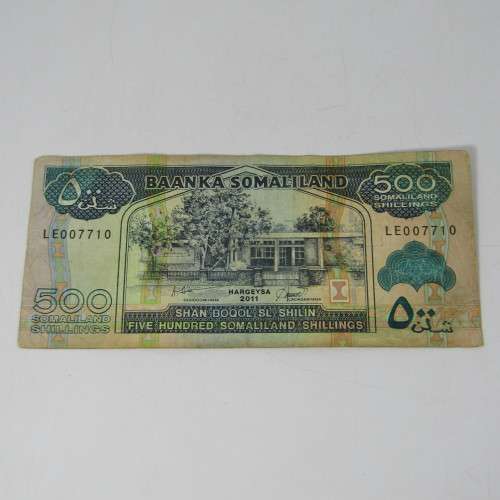 BAANKA SOMALILAND
٥٠٠
شلن
500
SOMALILAND
SHILLINGS
LE007710
LE007710
HARGEYSA
2011
500
SOMALILAND
SHILLINGS
SHAN BOQOL SL SHILIN
FIVE HUNDRED SOMALILAND SHILLINGS
٥٠٠
شلن